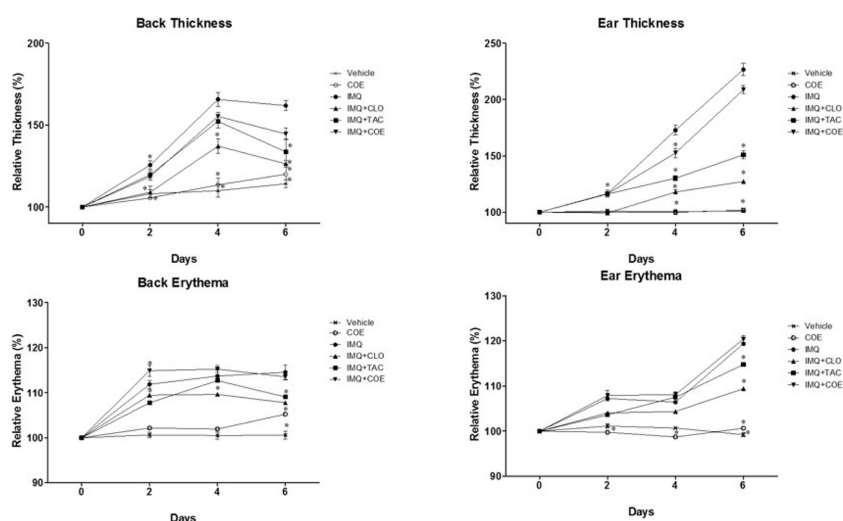 Back Thickness
200
150
100
0 2 4 6
Relative Thickness (%)
Days
Vehicle
COE
IMQ
IMQ+CLO
IMQ+TAC
IMQ+COE
Ear Thickness
250
200
150
100
0 2 4 6
Relative Thickness (%)
Days
Vehicle
COE
IMQ
IMQ+CLO
IMQ+TAC
IMQ+COE
Back Erythema
130
120
110
100
90
0 2 4 6
Relative Erythema (%)
Days
Vehicle
COE
IMQ
IMQ+CLO
IMQ+TAC
IMQ+COE
Ear Erythema
130
120
110
100
90
0 2 4 6
Relative Erythema (%)
Days
Vehicle
COE
IMQ
IMQ+CLO
IMQ+TAC
IMQ+COE